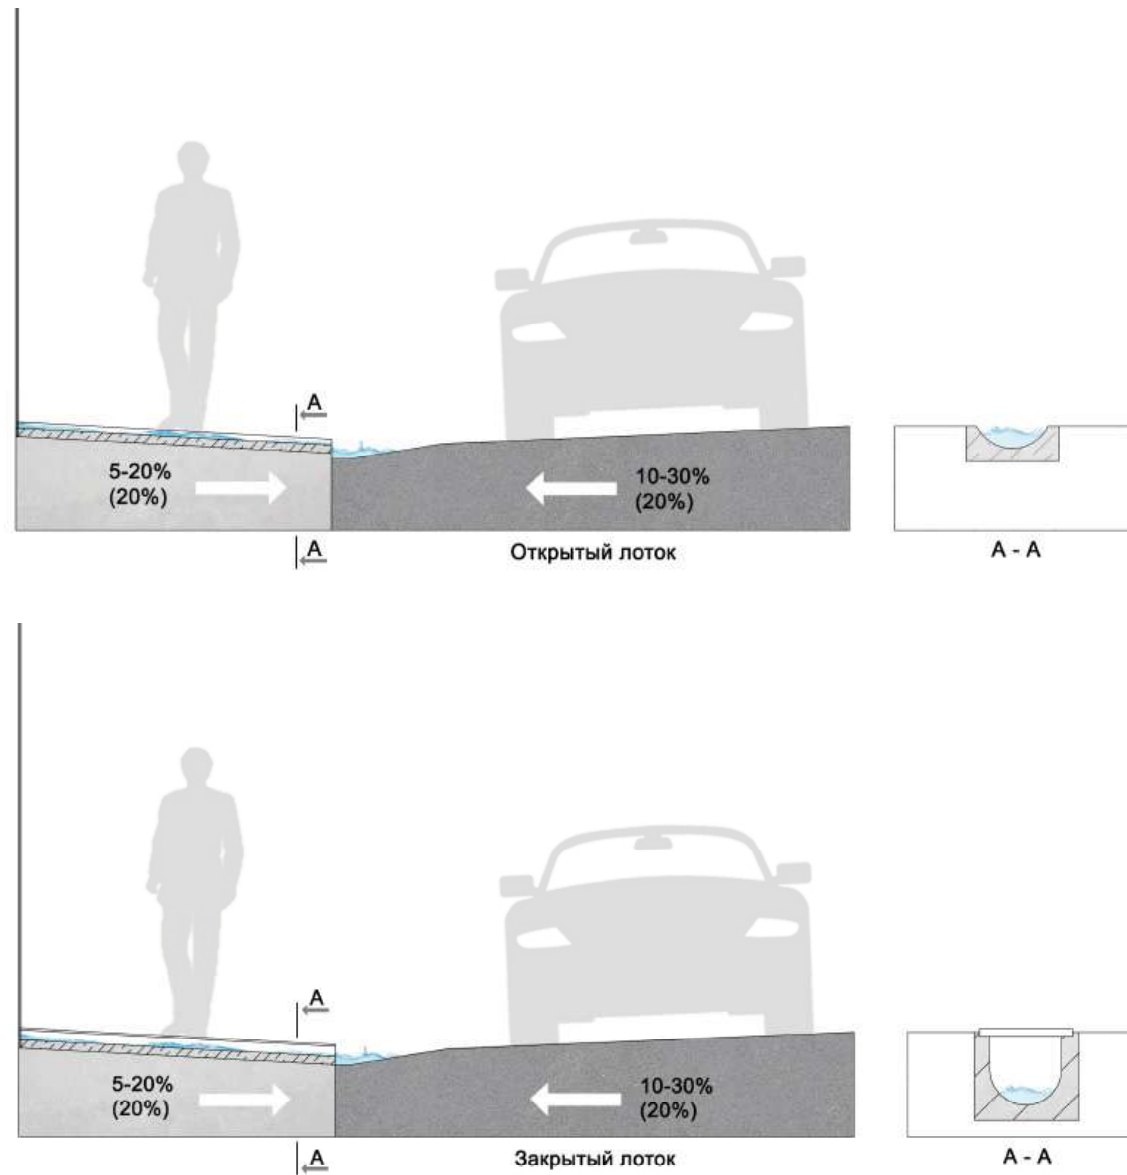 А
5-20%
(20%)
10-30%
(20%)
А
Открытый лоток
А - А
А
5-20%
(20%)
10-30%
(20%)
А
Закрытый лоток
А - А